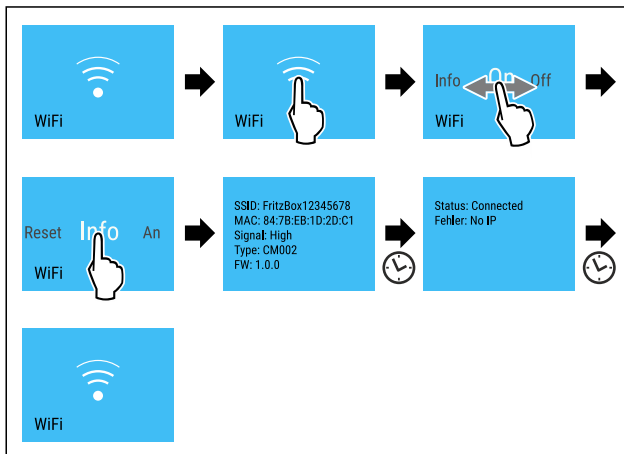 WiFi
WiFi
Info On Off
WiFi
Reset Info An
WiFi
SSID: FritzBox12345678
MAC: 84:7B:EB:1D:2D:C1
Signal: High
Type: CM002
FW: 1.0.0
Status: Connected
Fehler: No IP
WiFi